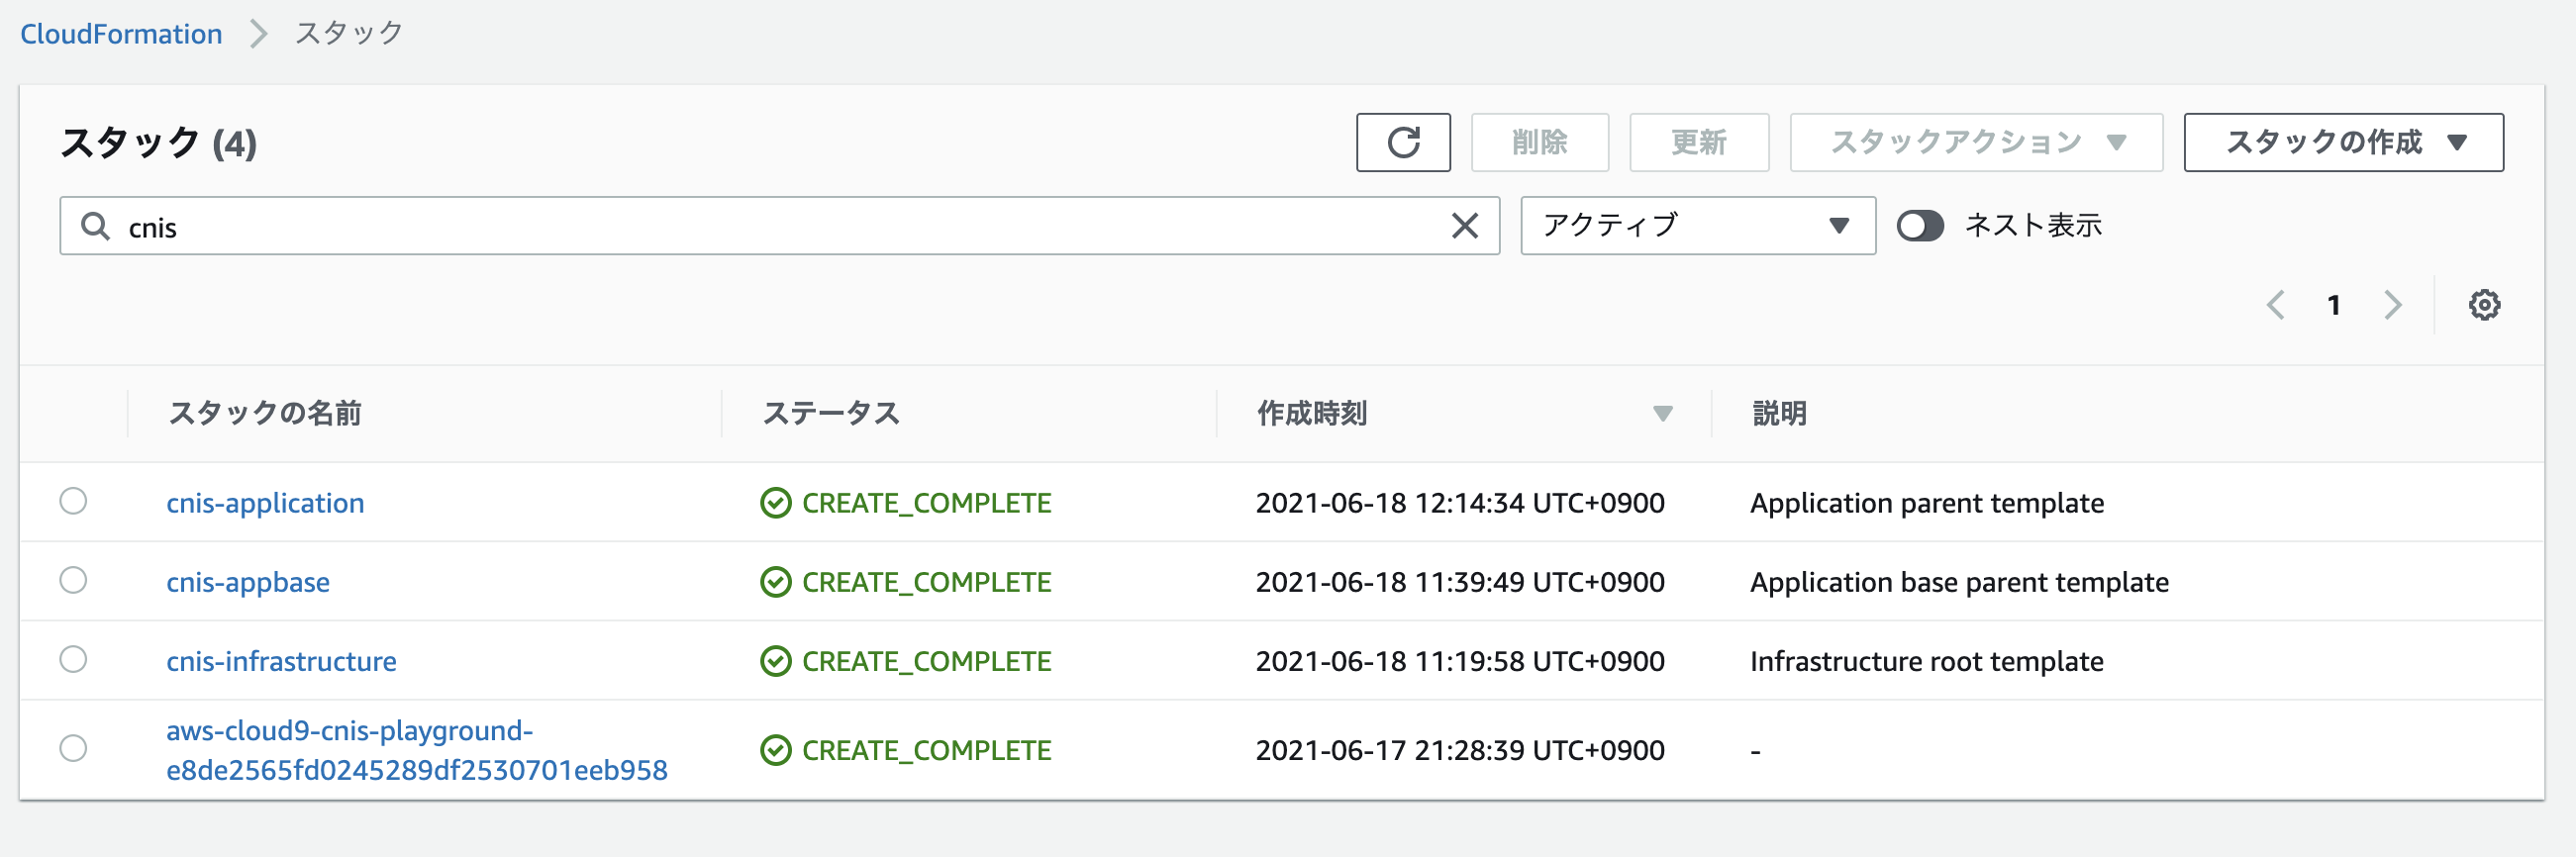 CloudFormation スタック
スタック (4) 削除 更新 スタックアクション スタックの作成
cnis アクティブ ネスト表示
1
スタックの名前 ステータス 作成時刻 説明
cnis-application CREATE_COMPLETE 2021-06-18 12:14:34 UTC+0900 Application parent template
cnis-appbase CREATE_COMPLETE 2021-06-18 11:39:49 UTC+0900 Application base parent template
cnis-infrastructure CREATE_COMPLETE 2021-06-18 11:19:58 UTC+0900 Infrastructure root template
aws-cloud9-cnis-playground-
e8de2565fd0245289df2530701eeb958 CREATE_COMPLETE 2021-06-17 21:28:39 UTC+0900 -